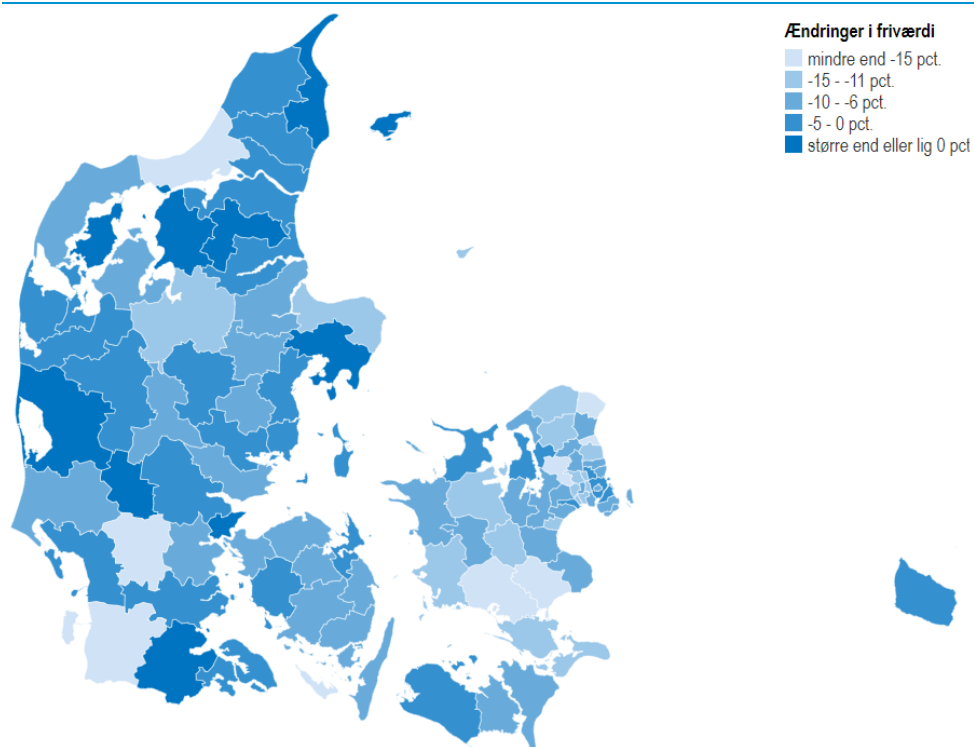 Ændringer i friværdi
mindre end -15 pct.
-15 - -11 pct.
-10 - -6 pct.
-5 - 0 pct.
større end eller lig 0 pct